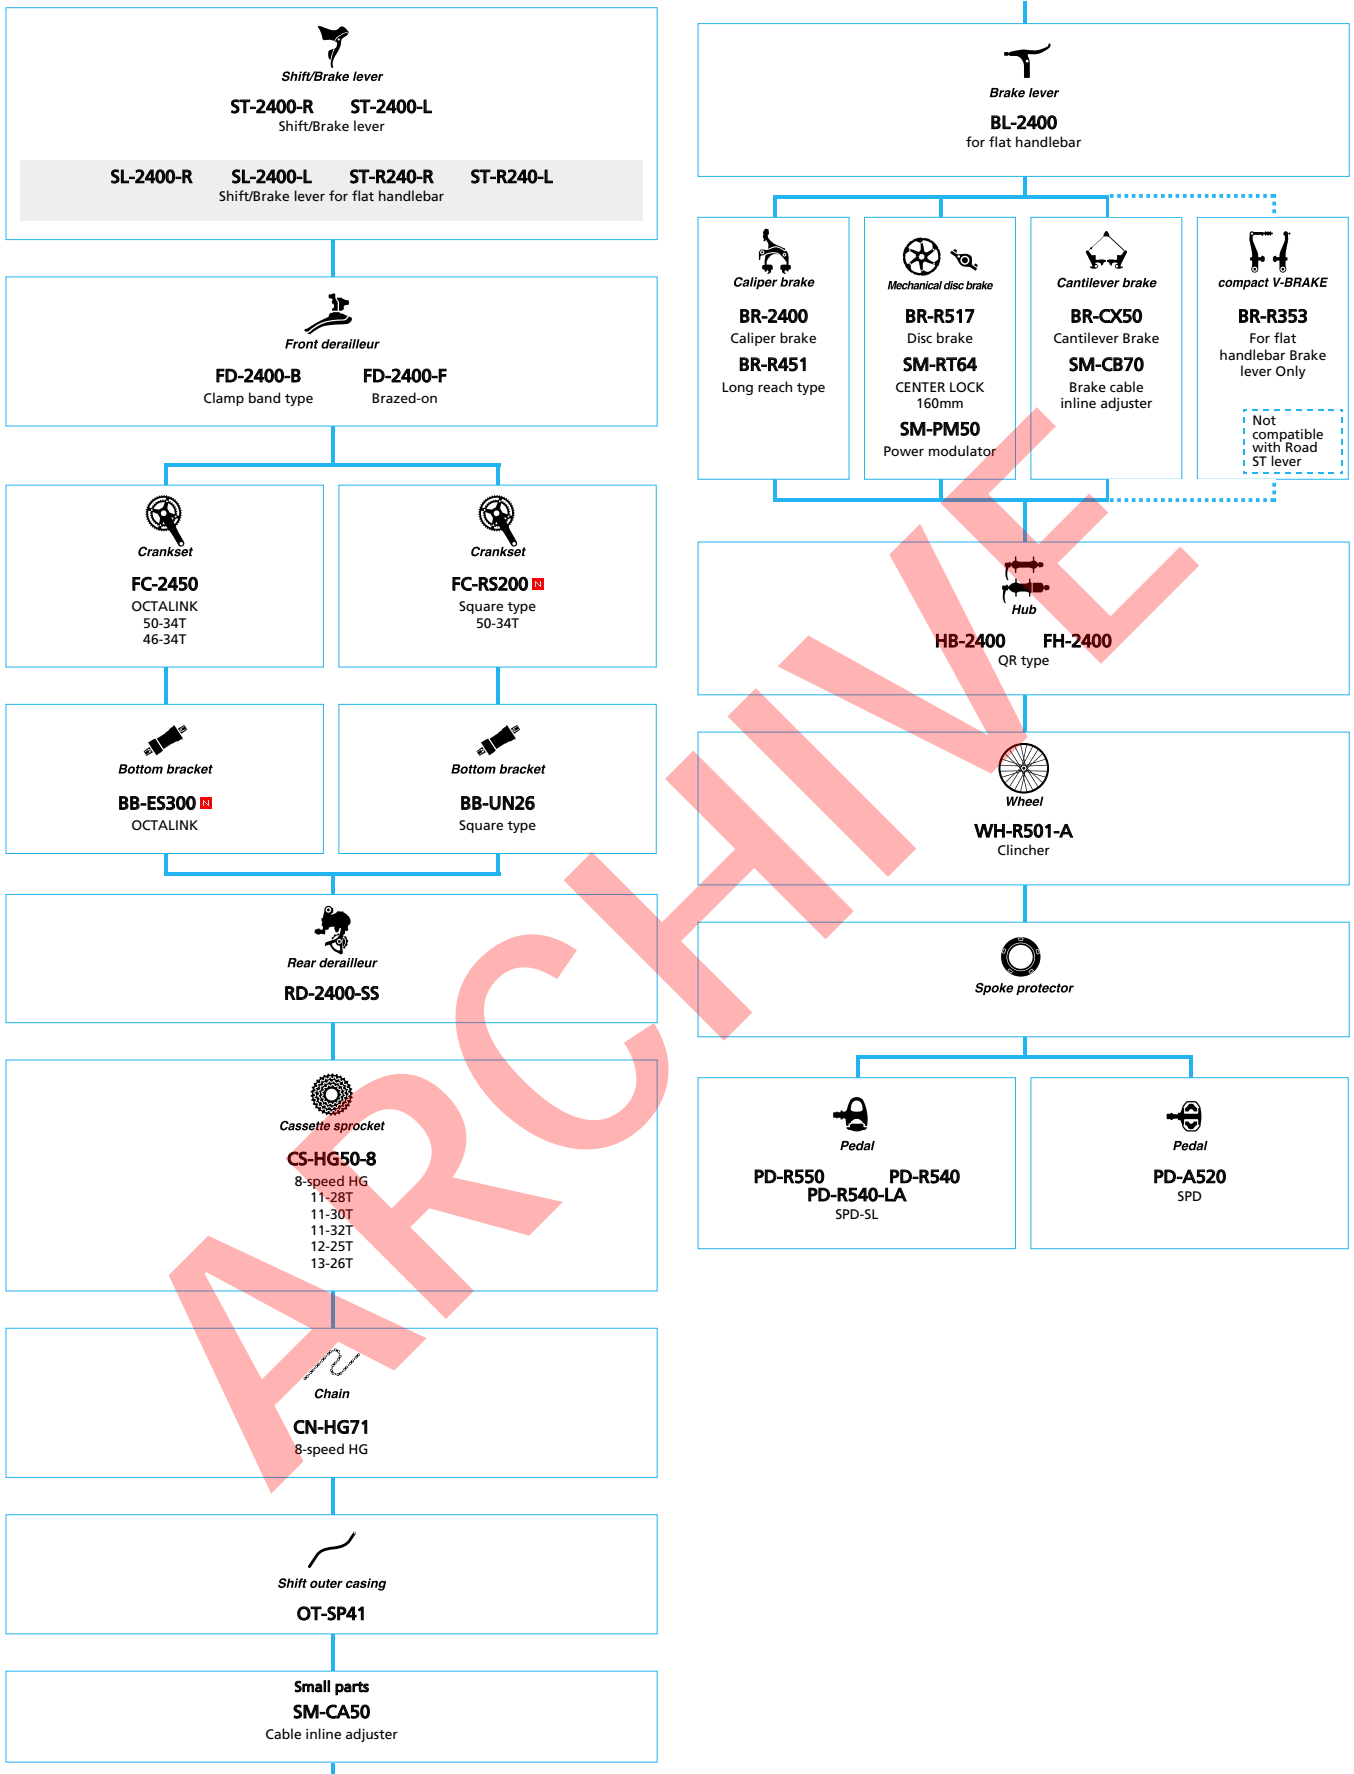 Shift/Brake lever
ST-2400-R ST-2400-L
Shift/Brake lever
SL-2400-R SL-2400-L ST-R240-R ST-R240-L
Shift/Brake lever for flat handlebar
Front derailleur
FD-2400-B FD-2400-F
Clamp band type Brazed-on
Crankset
FC-2450
OCTALINK
50-34T
46-34T
Crankset
FC-RS200 N
Square type
50-34T
Bottom bracket
BB-ES300 N
OCTALINK
Bottom bracket
BB-UN26
Square type
Rear derailleur
RD-2400-SS
Cassette sprocket
CS-HG50-8
8-speed HG
11-28T
11-30T
11-32T
12-25T
13-26T
Chain
CN-HG71
8-speed HG
Shift outer casing
OT-SP41
Small parts
SM-CA50
Cable inline adjuster
Brake lever
BL-2400
for flat handlebar
Caliper brake
BR-2400
Caliper brake
BR-R451
Long reach type
Mechanical disc brake
BR-R517
Disc brake
SM-RT64
CENTER LOCK
160mm
SM-PM50
Power modulator
Cantilever brake
BR-CX50
Cantilever Brake
SM-CB70
Brake cable
inline adjuster
compact V-BRAKE
BR-R353
For flat
handlebar Brake
lever Only
Not
compatible
with Road
ST lever
Hub
HB-2400 FH-2400
QR type
Wheel
WH-R501-A
Clincher
Spoke protector
Pedal
PD-R550 PD-R540
PD-R540-LA
SPD-SL
Pedal
PD-A520
SPD
ARCHIVE